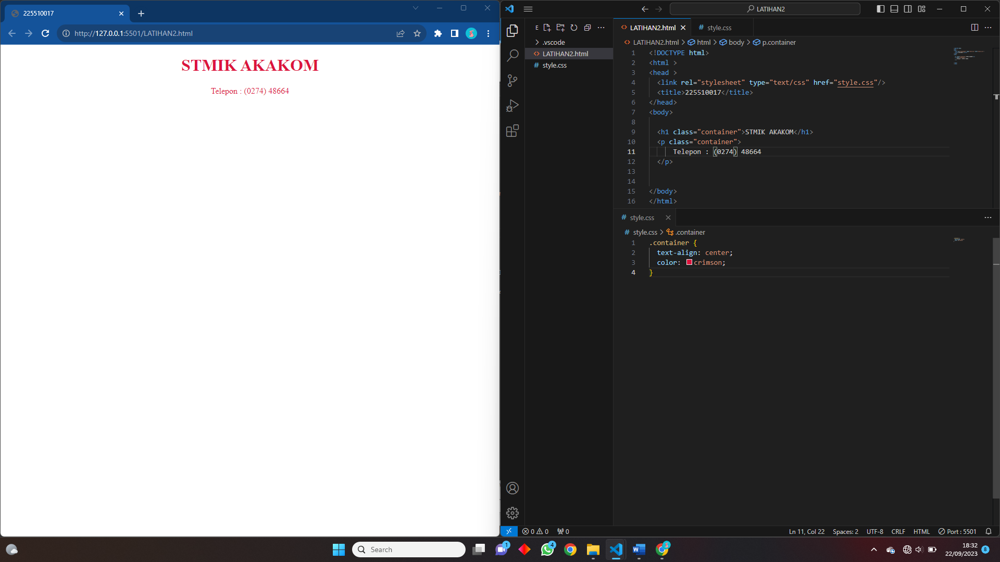 225510017
http://127.0.0.1:5501/LATIHAN2.html
STMIK AKAKOM
Telepon : (0274) 48664
LATIHAN2
E
.vscode
LATIHAN2.html
style.css
LATIHAN2.html
style.css
LATIHAN2.html > html > body > p.container
1 <!DOCTYPE html>
2 <html >
3 <head >
4 <link rel="stylesheet" type="text/css" href="style.css"/>
5 <title>225510017</title>
6 </head>
7 <body>
8
9 <h1 class="container">STMIK AKAKOM</h1>
10 <p class="container">
11 Telepon : (0274) 48664
12 </p>
13
14
15 </body>
16 </html>
style.css
style.css > .container
1 .container {
2 text-align: center;
3 color: crimson;
4 }
0 0 0
Ln 11, Col 22 Spaces: 2 UTF-8 CRLF HTML Port : 5501
Search
1
4
18:32
22/09/2023
8